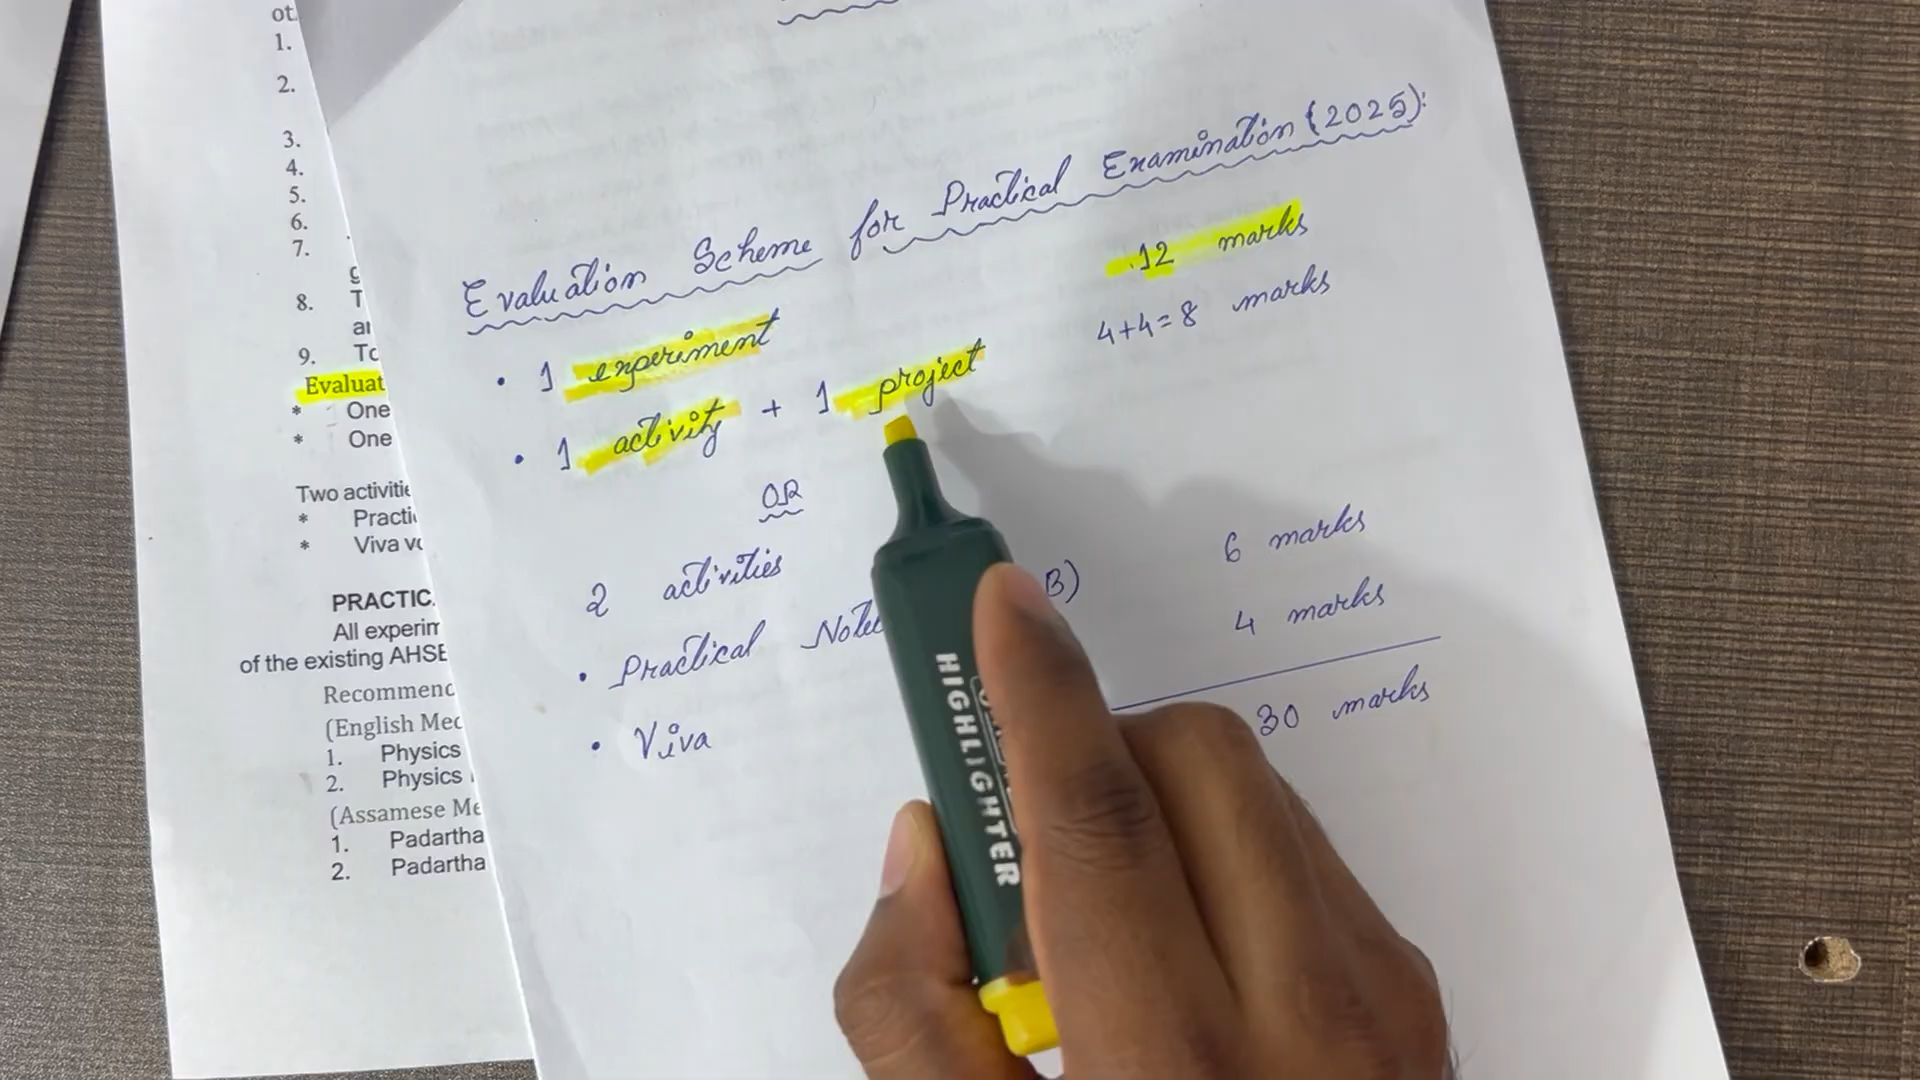 1.
2.
3.
4.
5.
6.
7.
8. T
9.
Evaluat
* One
* One
Two activitie
* Practi
* Viva vo
PRACTIC
All experim
of the existing AHSE
Recommenc
(English Med
1. Physics
2. Physics
(Assamese Me
1. Padartha
2. Padartha
Evaluation Scheme for Practical Examination (2025):
• 1 experiment 12 marks
• 1 activity + 1 project 4+4=8 marks
OR
2 activities
• Practical Note B) 6 marks
• Viva 4 marks
30 marks
HIGHLIGHTER